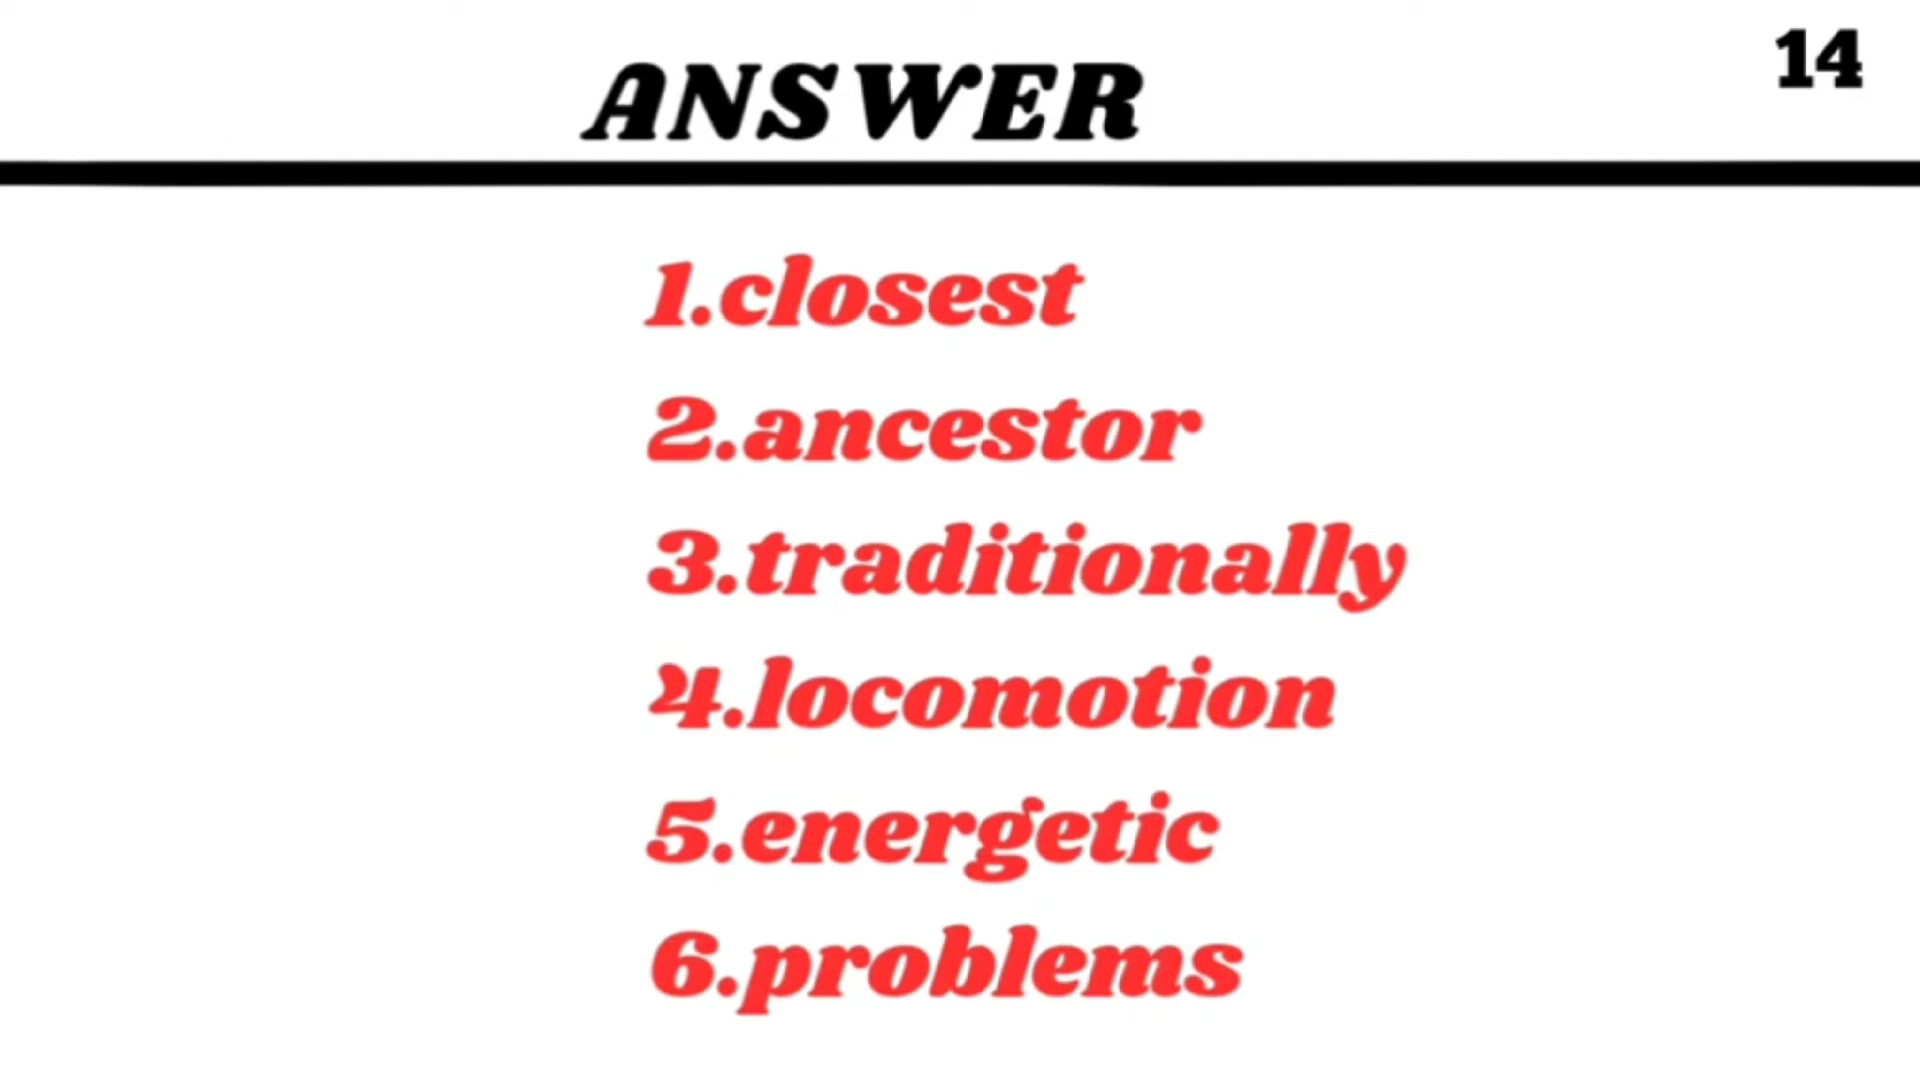 14
ANSWER
1.closest
2.ancestor
3.traditionally
4.locomotion
5.energetic
6.problems